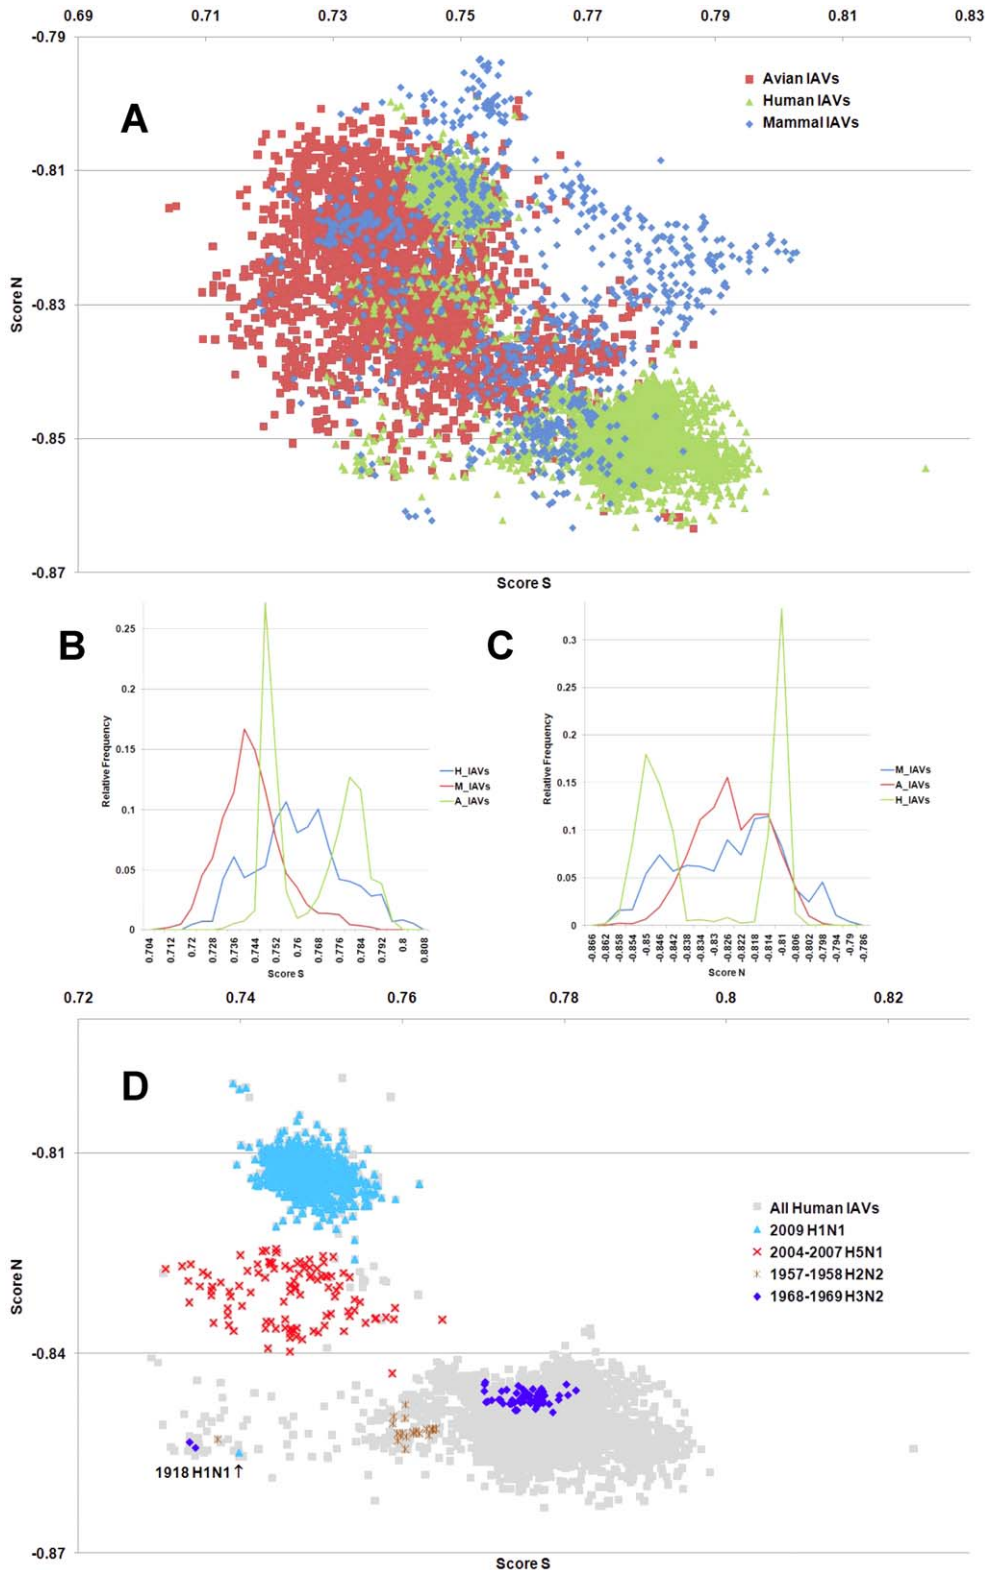 0.69 0.71 0.73 0.75 0.77 0.79 0.81 0.83
-0.79
A
Avian IAVs
Human IAVs
Mammal IAVs
-0.81
Score N
-0.83
-0.85
-0.87
Score S
B
Relative Frequency
0.25
0.2
0.15
0.1
0.05
0
H_IAVs
M_IAVs
A_IAVs
0.704 0.712 0.72 0.728 0.736 0.744 0.752 0.76 0.768 0.776 0.784 0.792 0.8 0.808
Score S
C
Relative Frequency
0.3
0.25
0.2
0.15
0.1
0.05
0
M_IAVs
A_IAVs
H_IAVs
-0.866 -0.862 -0.858 -0.854 -0.85 -0.846 -0.842 -0.838 -0.834 -0.83 -0.826 -0.822 -0.818 -0.814 -0.81 -0.806 -0.802 -0.798 -0.794 -0.79 -0.786
Score N
0.72 0.74 0.76 0.78 0.8 0.82
D
-0.81
All Human IAVs
2009 H1N1
2004-2007 H5N1
1957-1958 H2N2
1968-1969 H3N2
Score N
-0.84
1918 H1N1 ↑
-0.87
Score S